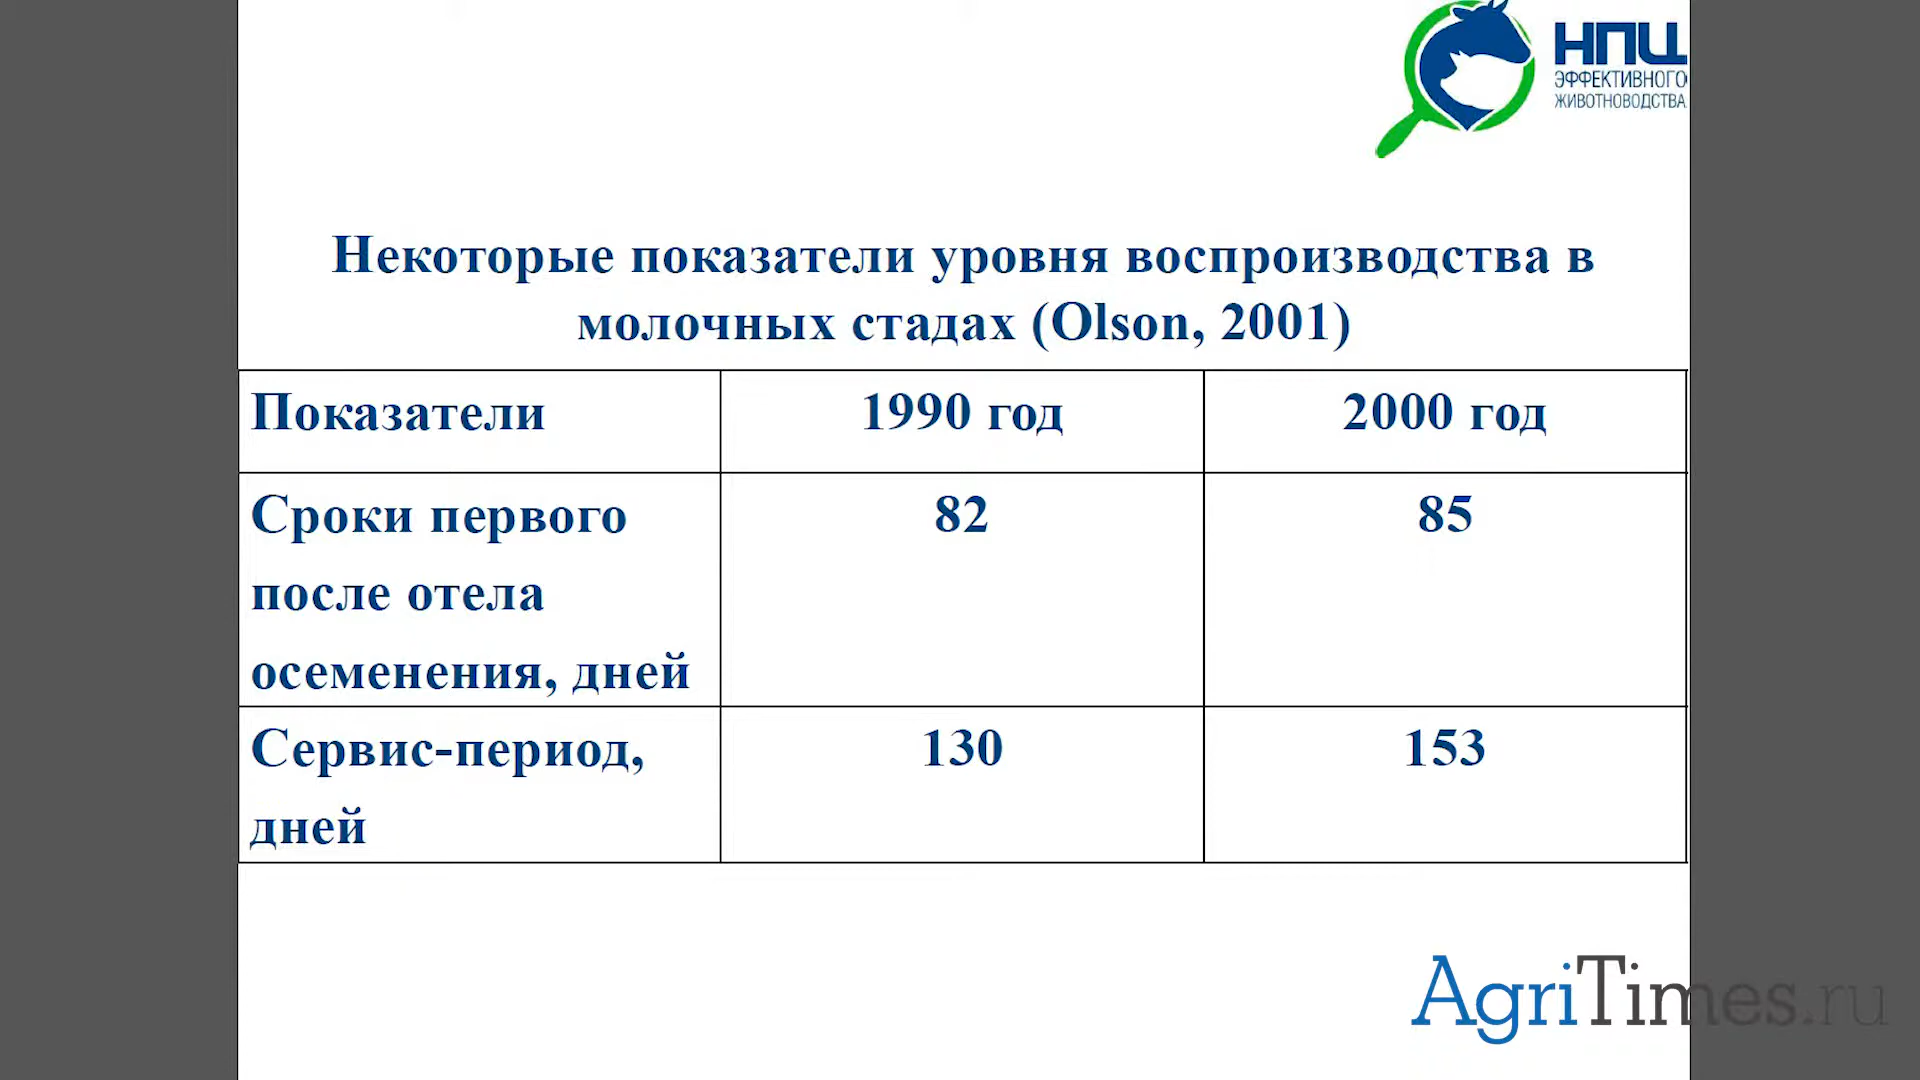 НПЦ
ЭФФЕКТИВНОГО
ЖИВОТНОВОДСТВА
Некоторые показатели уровня воспроизводства в
молочных стадах (Olson, 2001)
Показатели 1990 год 2000 год
Сроки первого 82 85
после отела
осеменения, дней
Сервис-период, 130 153
дней
AgriTimes.ru